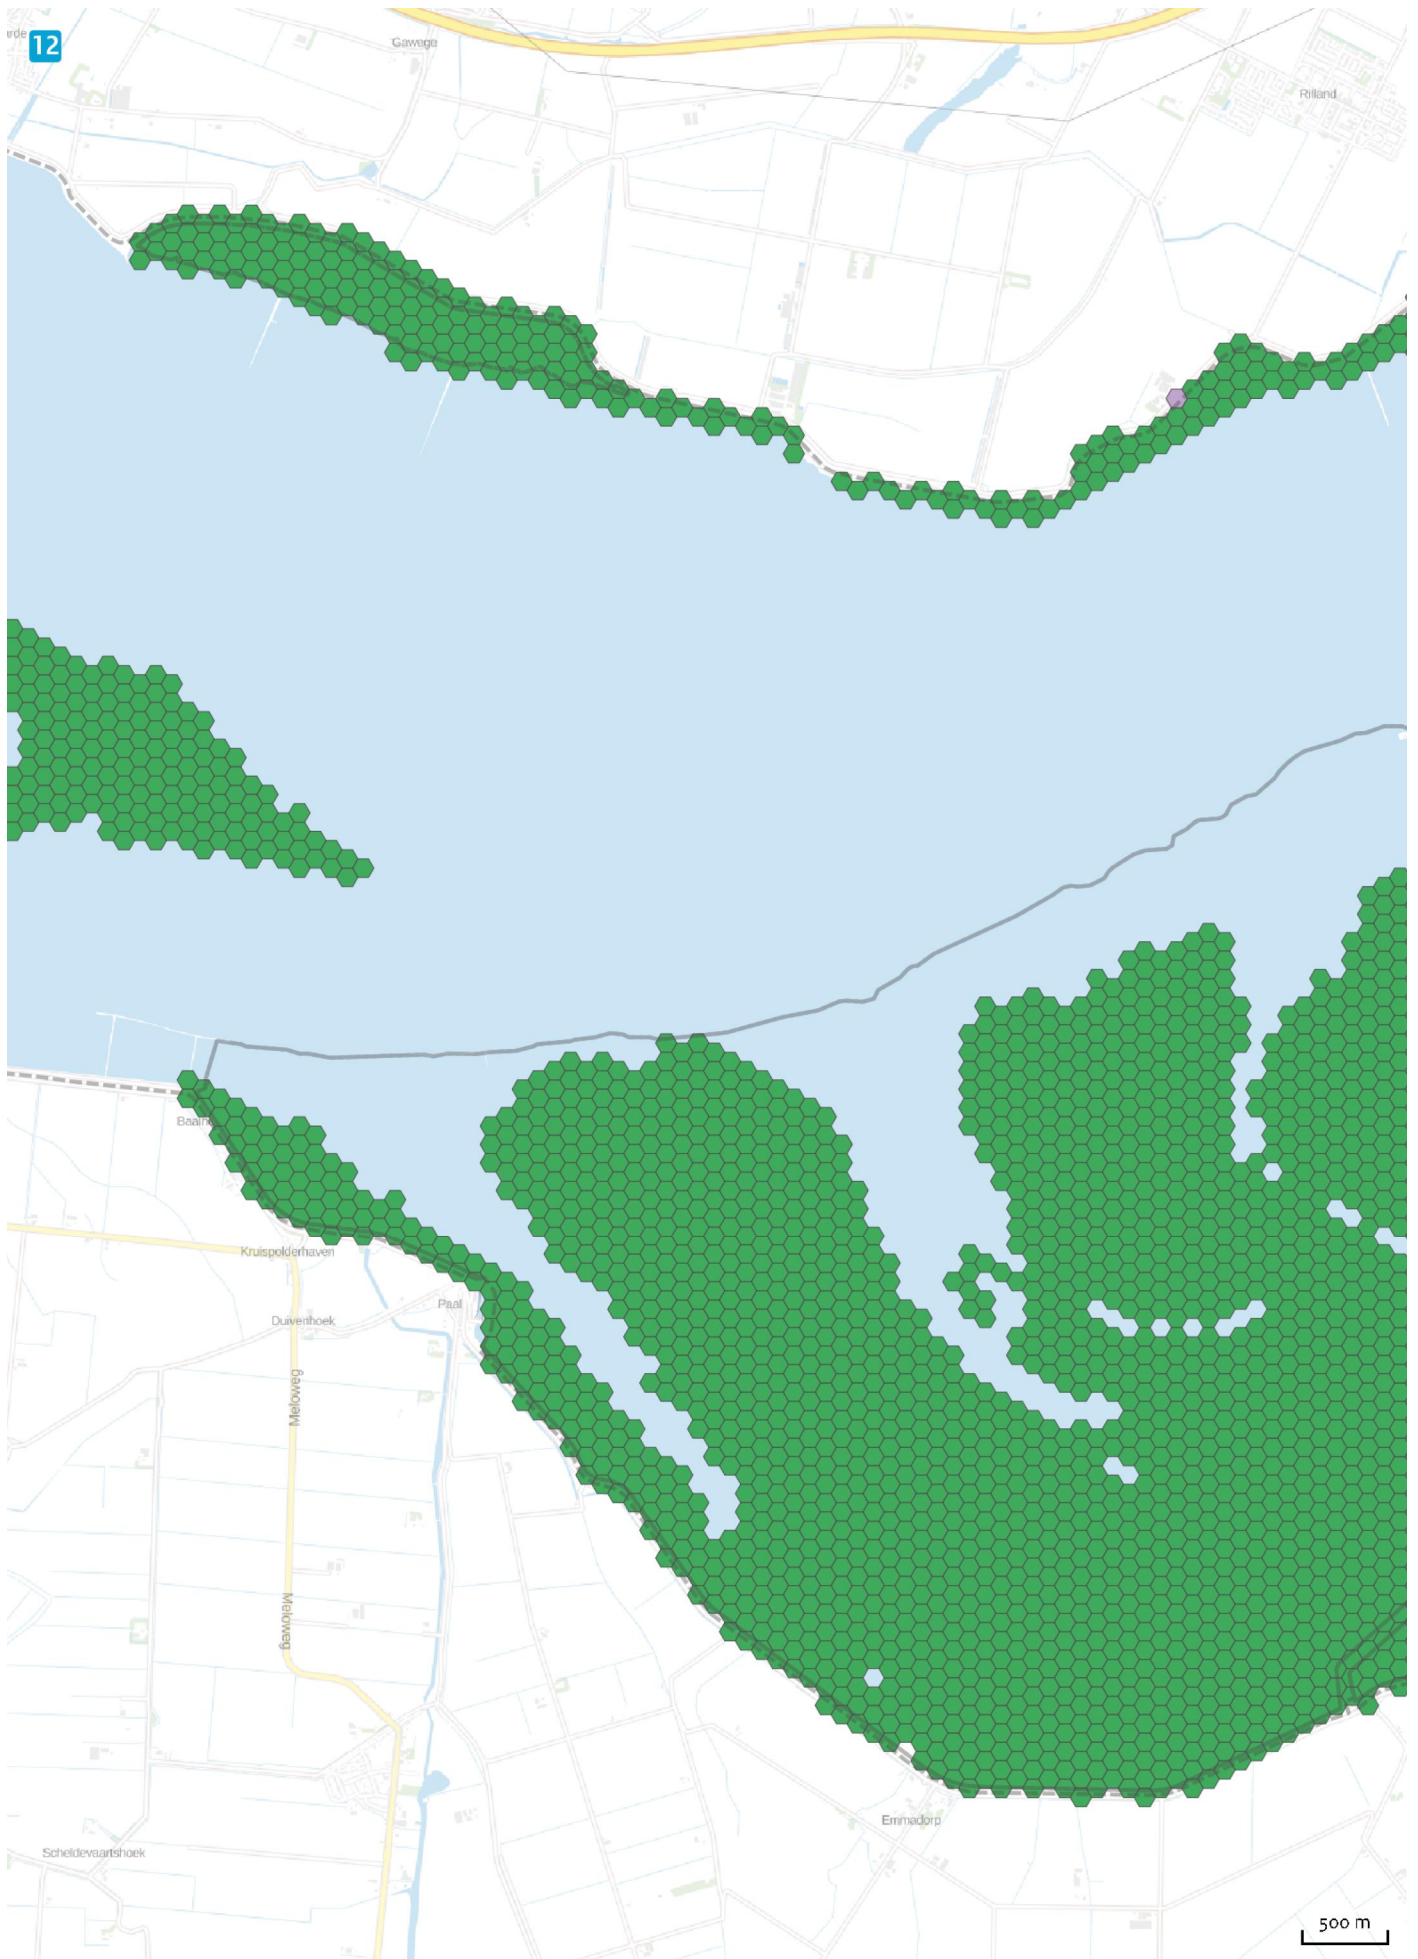 12
Gawege
Rilland
Kruispolderhaven
Paal
Duivenhoek
Meloweg
Meloweg
Emmadorp
Scheldevaartshoek
500 m